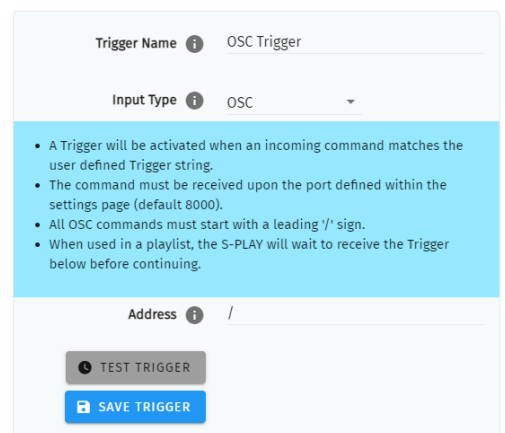 Trigger Name
OSC Trigger
Input Type
OSC
• A Trigger will be activated when an incoming command matches the
user defined Trigger string.
• The command must be received upon the port defined within the
settings page (default 8000).
• All OSC commands must start with a leading '/' sign.
• When used in a playlist, the S-PLAY will wait to receive the Trigger
below before continuing.
Address
/
TEST TRIGGER
SAVE TRIGGER